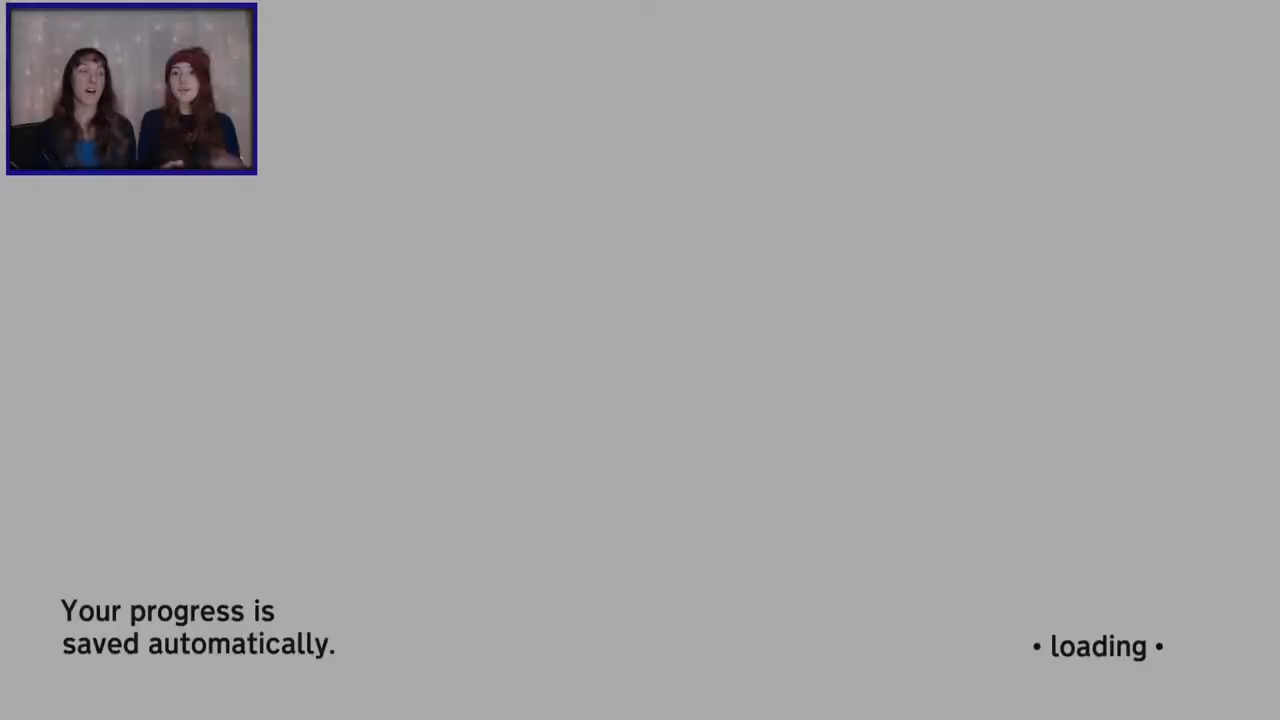 Your progress is
saved automatically.
• loading •